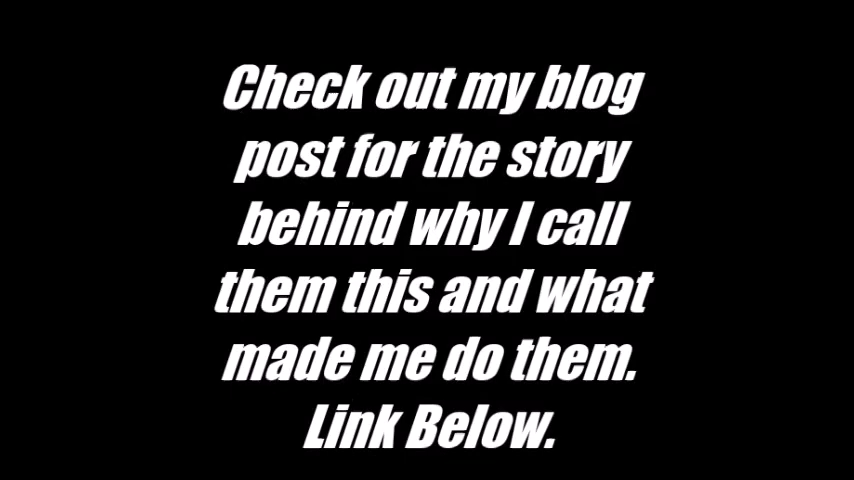 Check out my blog
post for the story
behind why I call
them this and what
made me do them.
Link Below.